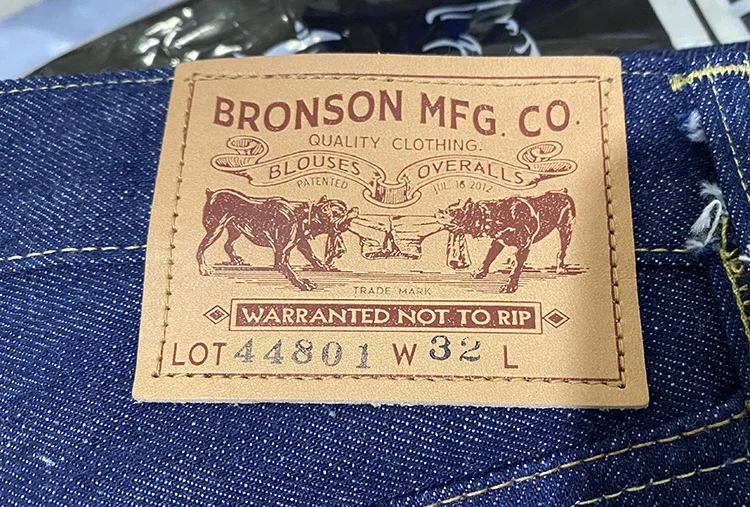 BRONSON MFG. CO.
QUALITY CLOTHING.
BLOUSES OVERALLS
PATENTED JUL 16 2012
TRADE MARK
WARRANTED NOT TO RIP
LOT 44801 W 32 L